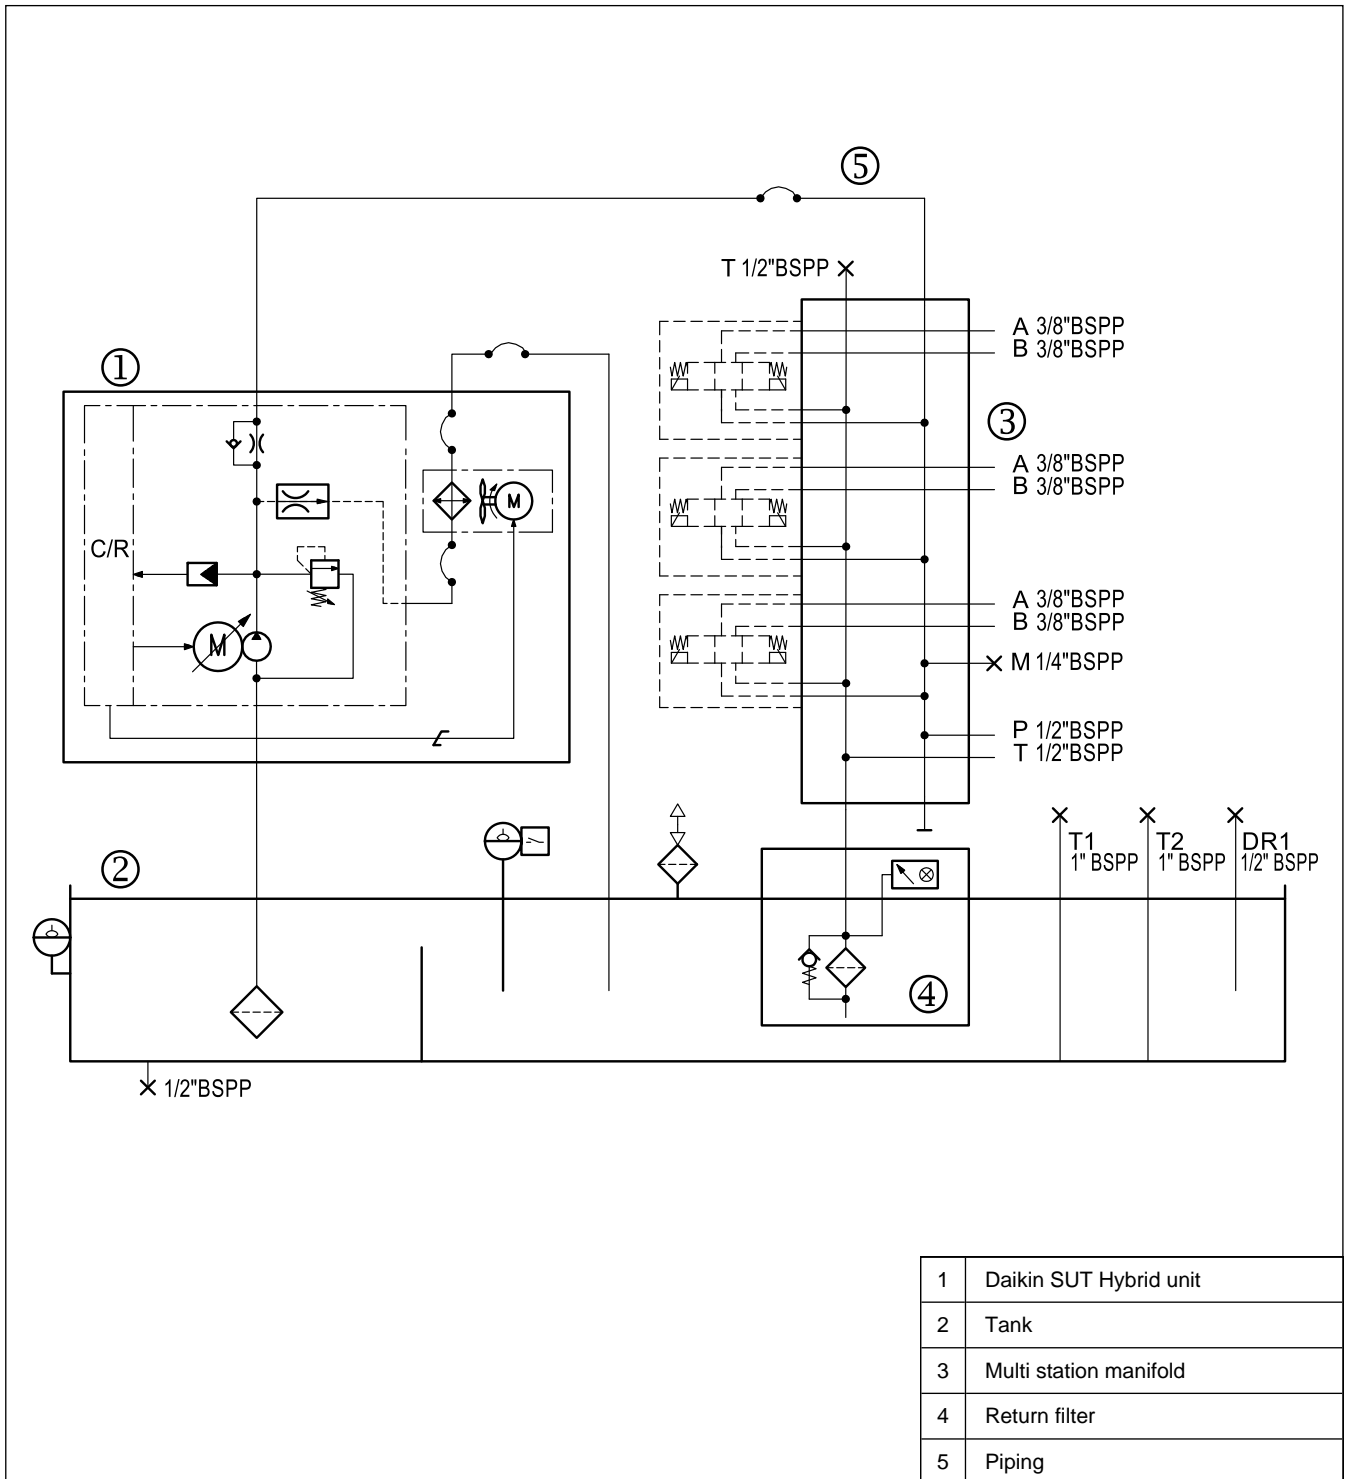 ⑤
T 1/2"BSPP
A 3/8"BSPP
B 3/8"BSPP
①
③
A 3/8"BSPP
B 3/8"BSPP
M
C/R
A 3/8"BSPP
B 3/8"BSPP
M
M 1/4"BSPP
P 1/2"BSPP
T 1/2"BSPP
②
T1
1" BSPP
T2
1" BSPP
DR1
1/2" BSPP
④
1/2"BSPP
1 Daikin SUT Hybrid unit
2 Tank
3 Multi station manifold
4 Return filter
5 Piping